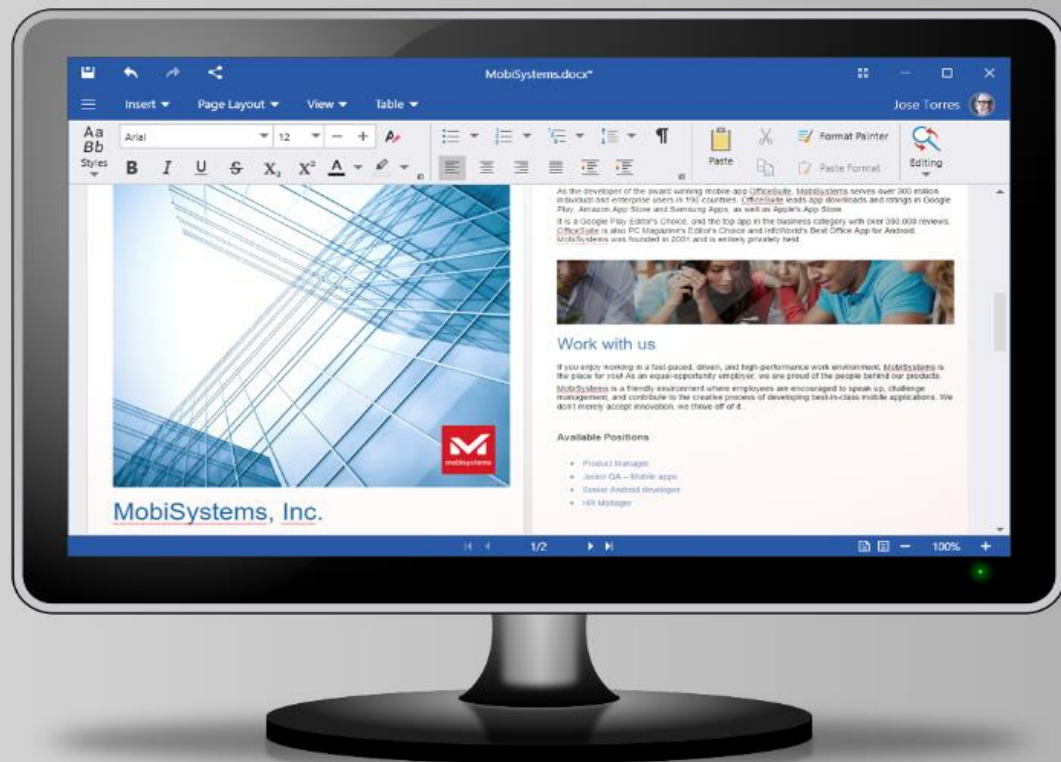 MobiSystems.docx*
Insert
Page Layout
View
Table
Jose Torres
Aa
Bb
Styles
Arial
12
B I U S X₂ X² A
¶
Paste
Format Painter
Paste Format
Editing
As the developer of the award winning mobile app OfficeSuite, MobiSystems serves over 300 million
individual and enterprise users in 195 countries. OfficeSuite leads app downloads and ratings in Google
Play, Amazon App Store and Samsung Apps, as well as Apple's App Store.
It is a Google Play Editor's Choice, and the top app in the business category with over 350,000 reviews.
OfficeSuite is also PC Magazine's Editor's Choice and InfoWorld's Best Office App for Android.
MobiSystems was founded in 2001 and is entirely privately held.
Work with us
If you enjoy working in a fast-paced, driven, and high-performance work environment, MobiSystems is
the place for you! As an equal-opportunity employer, we are proud of the people behind our products.
MobiSystems is a friendly environment where employees are encouraged to speak up, challenge
management, and contribute to the creative process of developing best-in-class mobile applications. We
don't merely accept innovation, we thrive off of it.
Available Positions
Product Manager
Junior QA – Mobile apps
Senior Android developer
HR Manager
mobisystems
MobiSystems, Inc.
1/2
100%